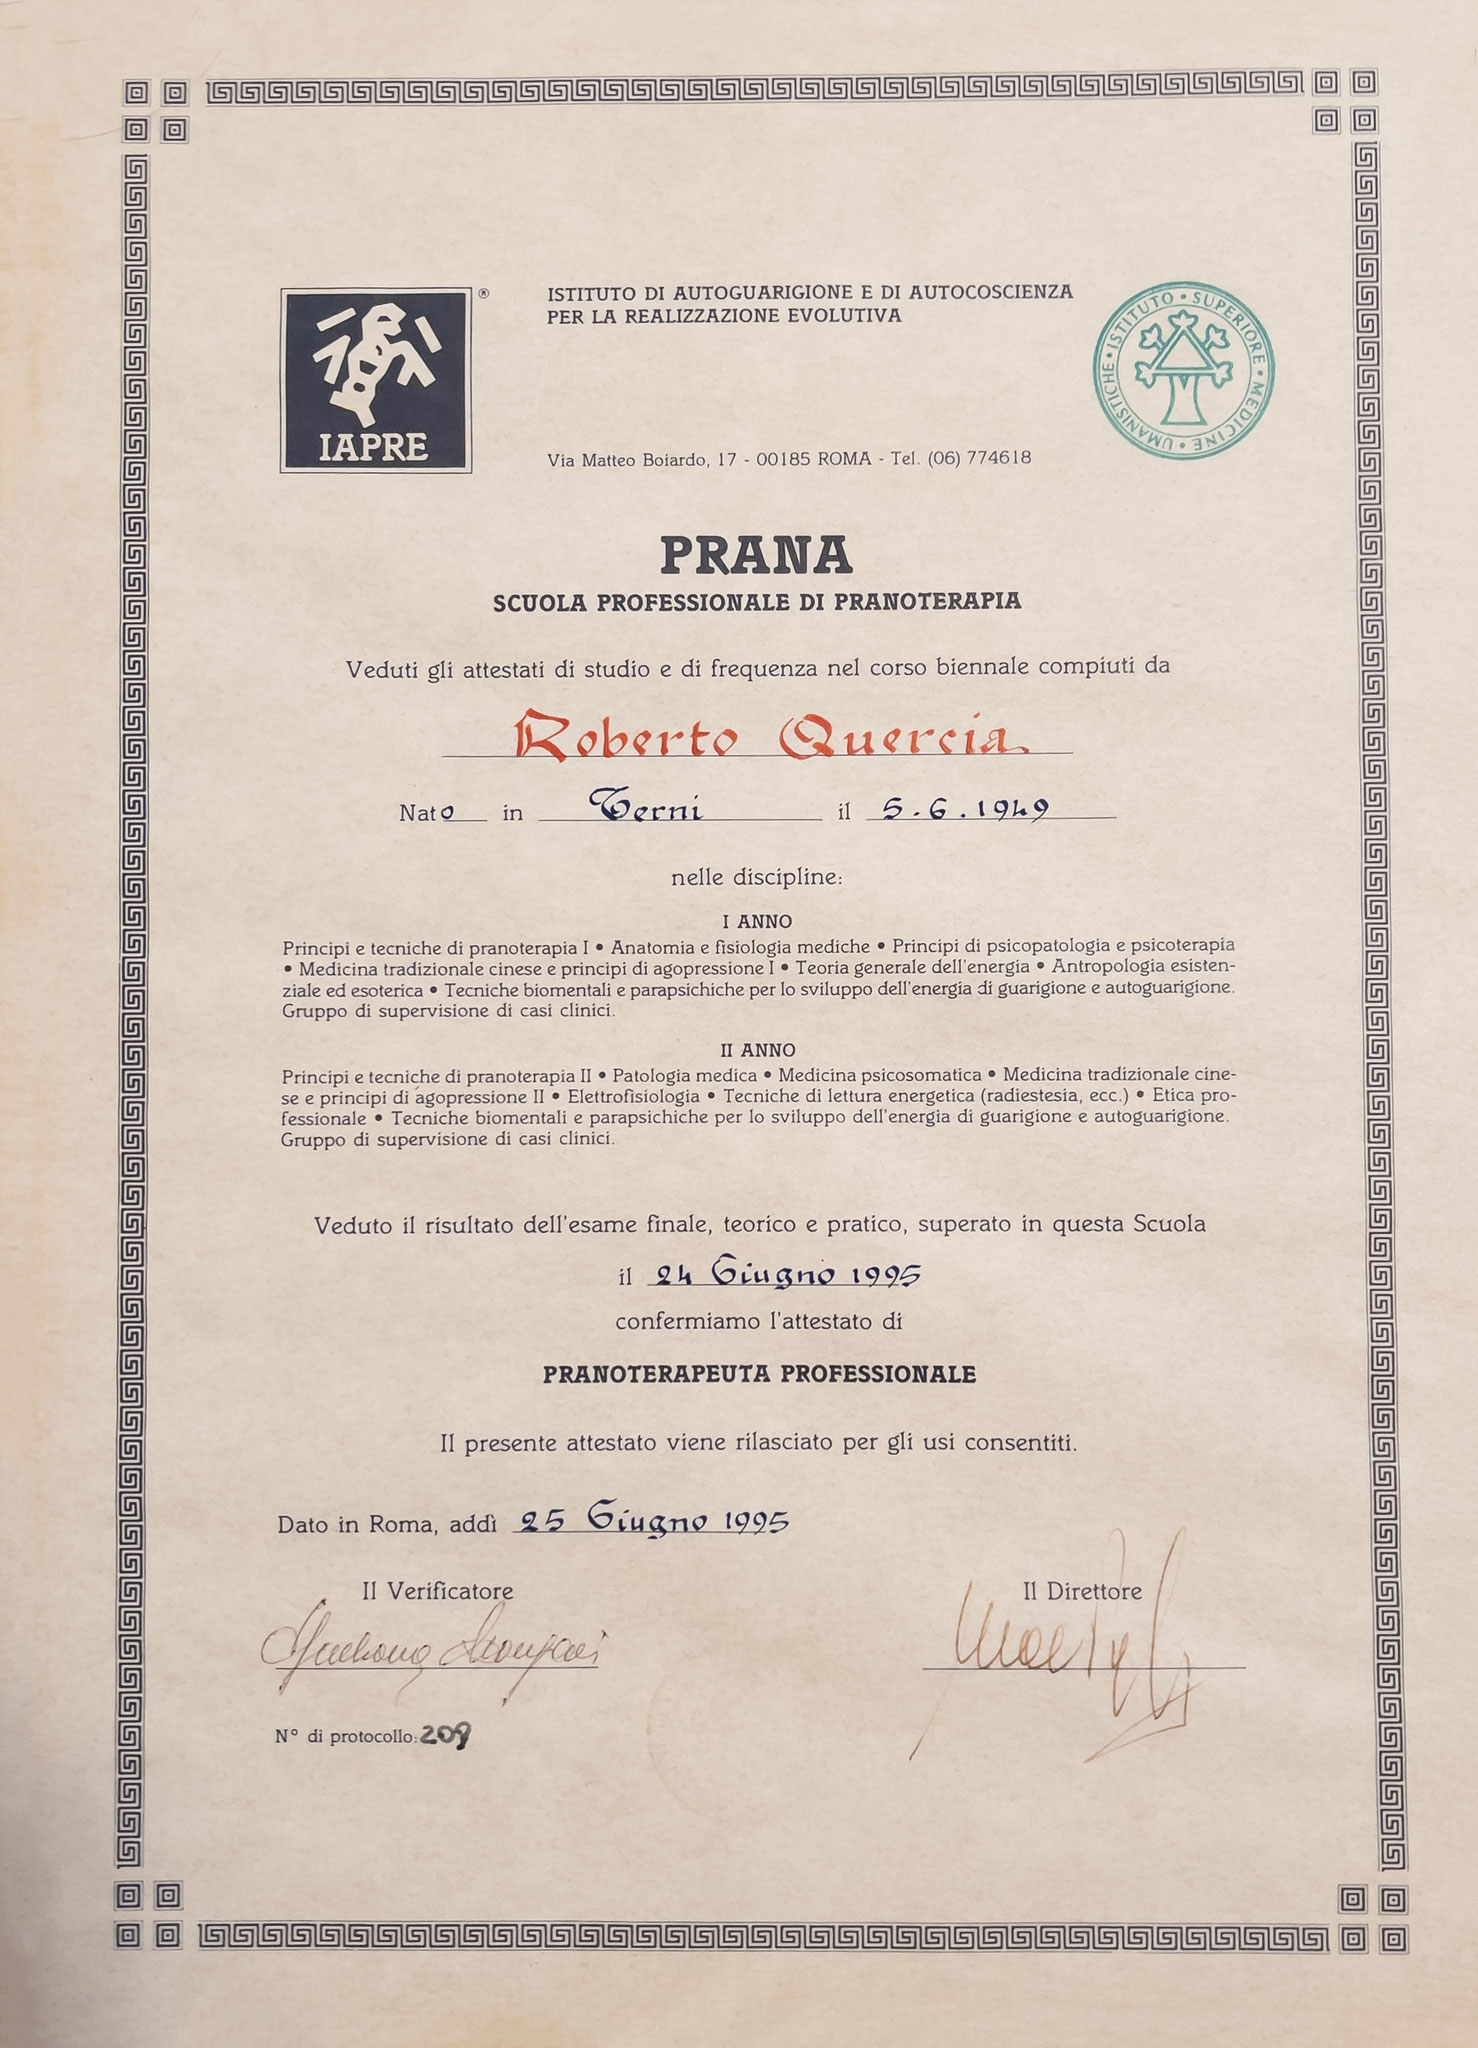 IAPRE
®
ISTITUTO DI AUTOGUARIGIONE E DI AUTOCOSCIENZA
PER LA REALIZZAZIONE EVOLUTIVA
Via Matteo Boiardo, 17 - 00185 ROMA - Tel. (06) 774618
ISTITUTO • SUPERIORE • MEDICINE • UMANISTICHE •
PRANA
SCUOLA PROFESSIONALE DI PRANOTERAPIA
Veduti gli attestati di studio e di frequenza nel corso biennale compiuti da
Roberto Quercia
Nato in Terni il 5.6.1949
nelle discipline:
I ANNO
Principi e tecniche di pranoterapia I • Anatomia e fisiologia mediche • Principi di psicopatologia e psicoterapia
• Medicina tradizionale cinese e principi di agopressione I • Teoria generale dell'energia • Antropologia esisten-
ziale ed esoterica • Tecniche biomentali e parapsichiche per lo sviluppo dell'energia di guarigione e autoguarigione.
Gruppo di supervisione di casi clinici.
II ANNO
Principi e tecniche di pranoterapia II • Patologia medica • Medicina psicosomatica • Medicina tradizionale cine-
se e principi di agopressione II • Elettrofisiologia • Tecniche di lettura energetica (radiestesia, ecc.) • Etica pro-
fessionale • Tecniche biomentali e parapsichiche per lo sviluppo dell'energia di guarigione e autoguarigione.
Gruppo di supervisione di casi clinici.
Veduto il risultato dell'esame finale, teorico e pratico, superato in questa Scuola
il 24 Giugno 1995
confermiamo l'attestato di
PRANOTERAPEUTA PROFESSIONALE
Il presente attestato viene rilasciato per gli usi consentiti.
Dato in Roma, addì 25 Giugno 1995
Il Verificatore
Il Direttore
N° di protocollo: 209